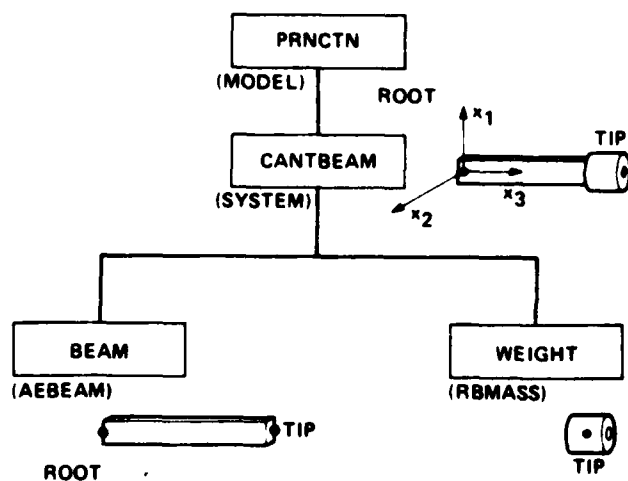 PRNCTN
(MODEL)
ROOT
x1
TIP
CANTBEAM
(SYSTEM)
x3
x2
BEAM
WEIGHT
(AEBEAM)
(RBMASS)
TIP
TIP
ROOT